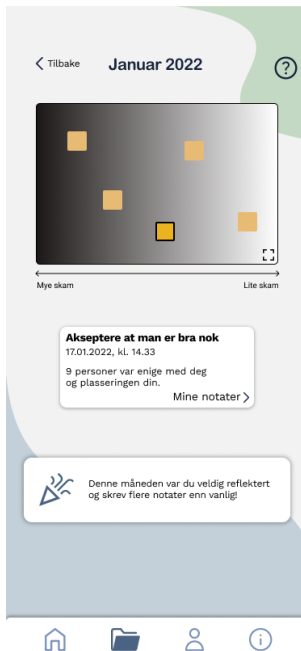 Tilbake
Januar 2022
?
Mye skam
Lite skam
Akseptere at man er bra nok
17.01.2022, kl. 14.33
9 personer var enige med deg
og plasseringen din.
Mine notater
Denne måneden var du veldig reflektert
og skrev flere notater enn vanlig!
i